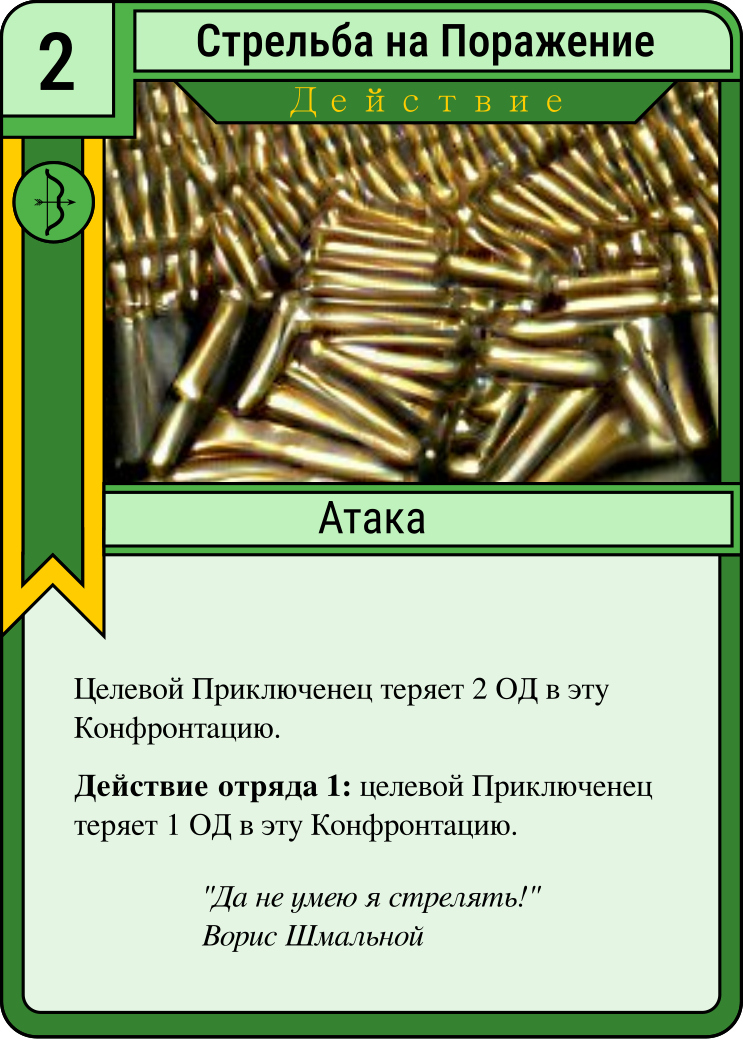 2
Стрельба на Поражение
Действие
Атака
Целевой Приключенец теряет 2 ОД в эту
Конфронтацию.
Действие отряда 1: целевой Приключенец
теряет 1 ОД в эту Конфронтацию.
"Да не умею я стрелять!"
Ворис Шмальной